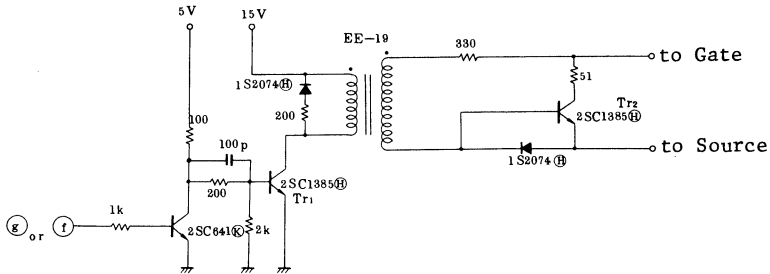 5V
15V
EE-19
330
to Gate
1S2074Ⓗ
51
Tr₂
2SC1385Ⓗ
100
200
100p
to Source
1S2074Ⓗ
2SC1385Ⓗ
Tr₁
200
1k
2SC641Ⓚ
2k
ⓖ or ⓕ